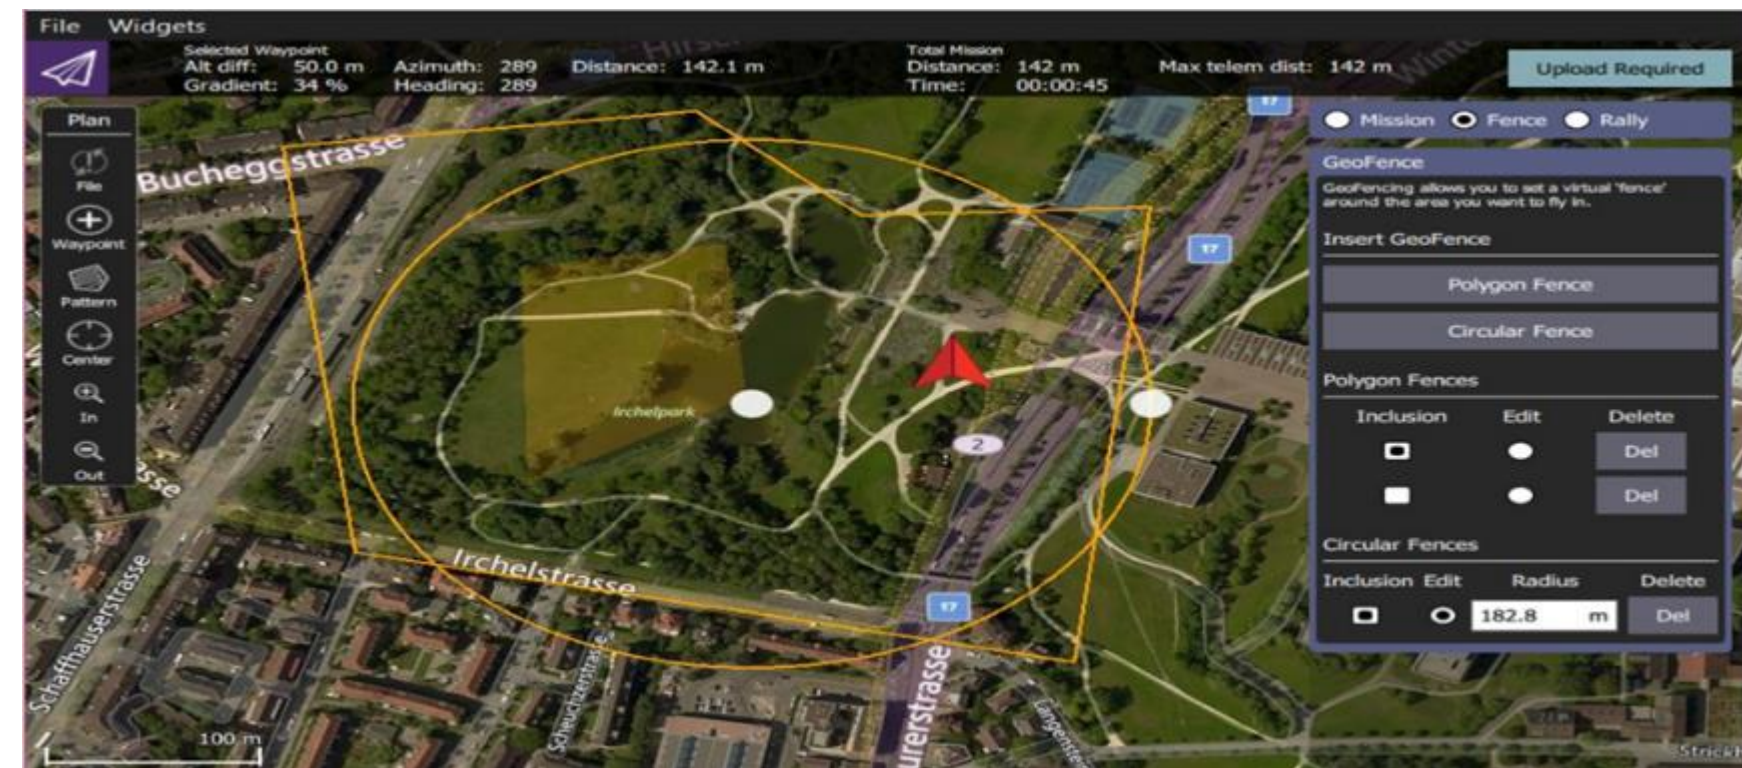 File Widgets
Selected Waypoint
Alt diff: 50.0 m Azimuth: 289 Distance: 142.1 m
Gradient: 34 % Heading: 289
Total Mission
Distance: 142 m Max telem dist: 142 m
Time: 00:00:45
Upload Required
Plan
File
Waypoint
Pattern
Center
In
Out
Mission Fence Rally
GeoFence
GeoFencing allows you to set a virtual 'fence'
around the area you want to fly in.
Insert GeoFence
Polygon Fence
Circular Fence
Polygon Fences
Inclusion Edit Delete
Del
Del
Circular Fences
Inclusion Edit Radius Delete
182.8 m Del
Bucheggstrasse
17
17
Irchelpark
2
Irchelstrasse
17
Schaffhauserstrasse
Scheuchzerstrasse
urerstrasse
100 m